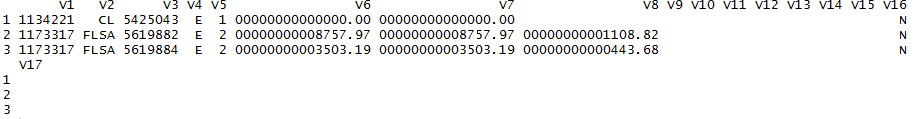 v1 v2 v3 v4 v5 v6 v7 v8 v9 v10 v11 v12 v13 v14 v15 v16
1 1134221 CL 5425043 E 1 00000000000000.00 00000000000000.00 N
2 1173317 FLSA 5619882 E 2 00000000008757.97 00000000008757.97 00000000001108.82 N
3 1173317 FLSA 5619884 E 2 00000000003503.19 00000000003503.19 00000000000443.68 N
V17
1
2
3